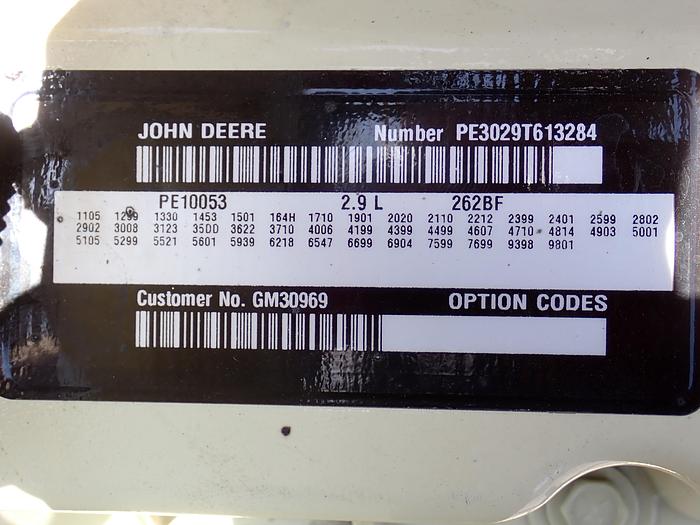 JOHN DEERE Number PE3029T613284
PE10053 2.9 L 262BF
1105 1299 1330 1453 1501 164H 1710 1901 2020 2110 2212 2399 2401 2599 2802
2902 3008 3123 35DD 3622 3710 4006 4199 4399 4499 4607 4710 4814 4903 5001
5105 5299 5521 5601 5939 6218 6547 6699 6904 7599 7699 9398 9801
Customer No. GM30969 OPTION CODES